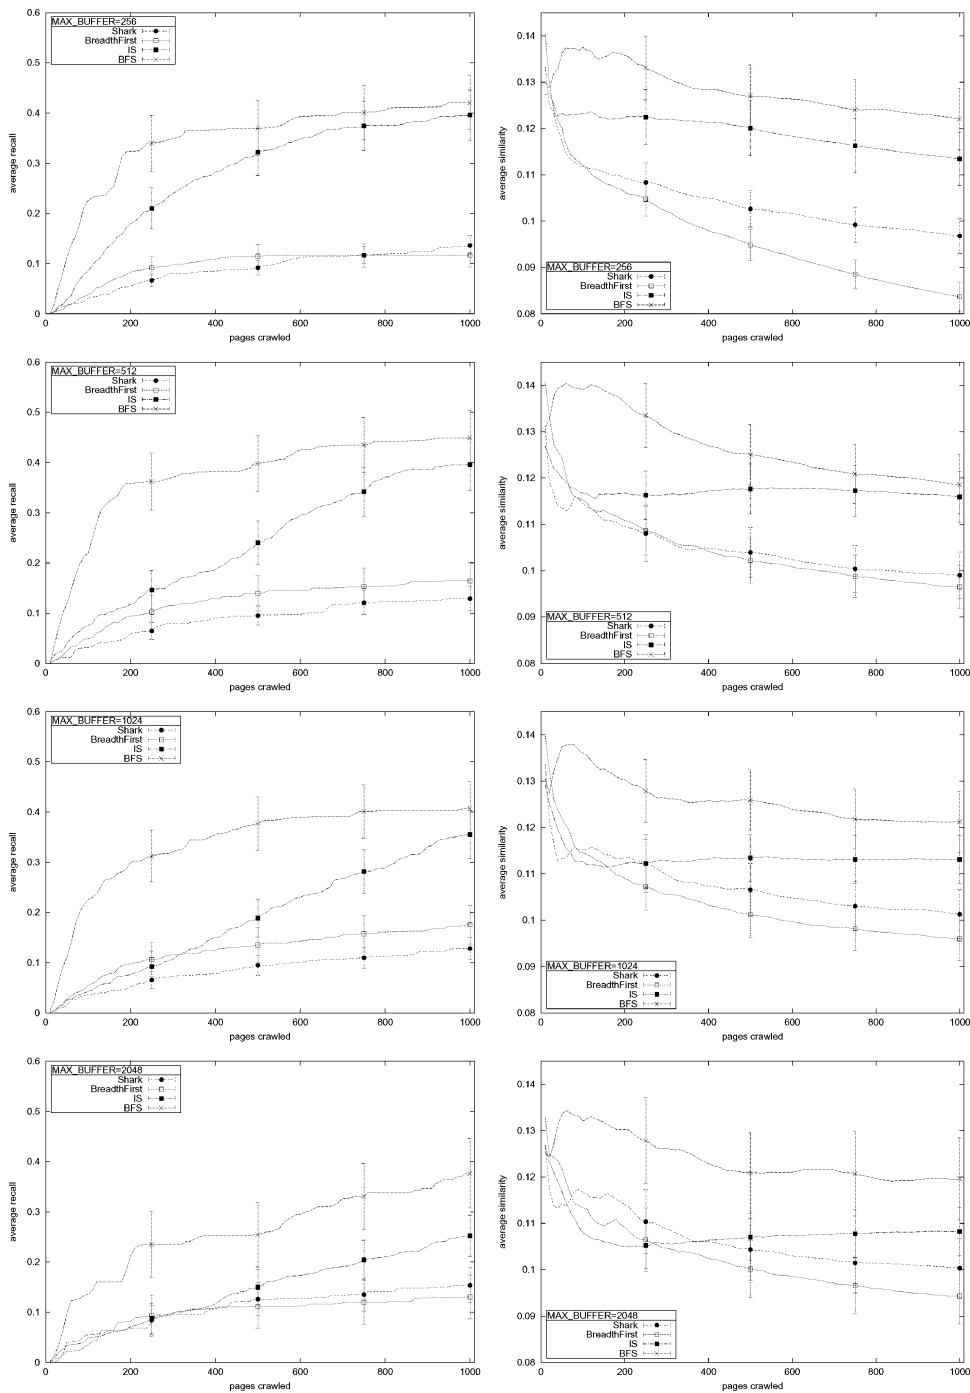 MAX_BUFFER=256
Shark
BreadthFirst
IS
BFS
0.6
0.5
0.4
0.3
0.2
0.1
0
average recall
0 200 400 600 800 1000
pages crawled
0.14
0.13
0.12
0.11
0.1
0.09
0.08
average similarity
MAX_BUFFER=256
Shark
BreadthFirst
IS
BFS
0 200 400 600 800 1000
pages crawled
MAX_BUFFER=512
Shark
BreadthFirst
IS
BFS
0.6
0.5
0.4
0.3
0.2
0.1
0
average recall
0 200 400 600 800 1000
pages crawled
0.14
0.13
0.12
0.11
0.1
0.09
0.08
average similarity
MAX_BUFFER=512
Shark
BreadthFirst
IS
BFS
0 200 400 600 800 1000
pages crawled
MAX_BUFFER=1024
Shark
BreadthFirst
IS
BFS
0.6
0.5
0.4
0.3
0.2
0.1
0
average recall
0 200 400 600 800 1000
pages crawled
0.14
0.13
0.12
0.11
0.1
0.09
0.08
average similarity
MAX_BUFFER=1024
Shark
BreadthFirst
IS
BFS
0 200 400 600 800 1000
pages crawled
MAX_BUFFER=2048
Shark
BreadthFirst
IS
BFS
0.6
0.5
0.4
0.3
0.2
0.1
0
average recall
0 200 400 600 800 1000
pages crawled
0.14
0.13
0.12
0.11
0.1
0.09
0.08
average similarity
MAX_BUFFER=2048
Shark
BreadthFirst
IS
BFS
0 200 400 600 800 1000
pages crawled